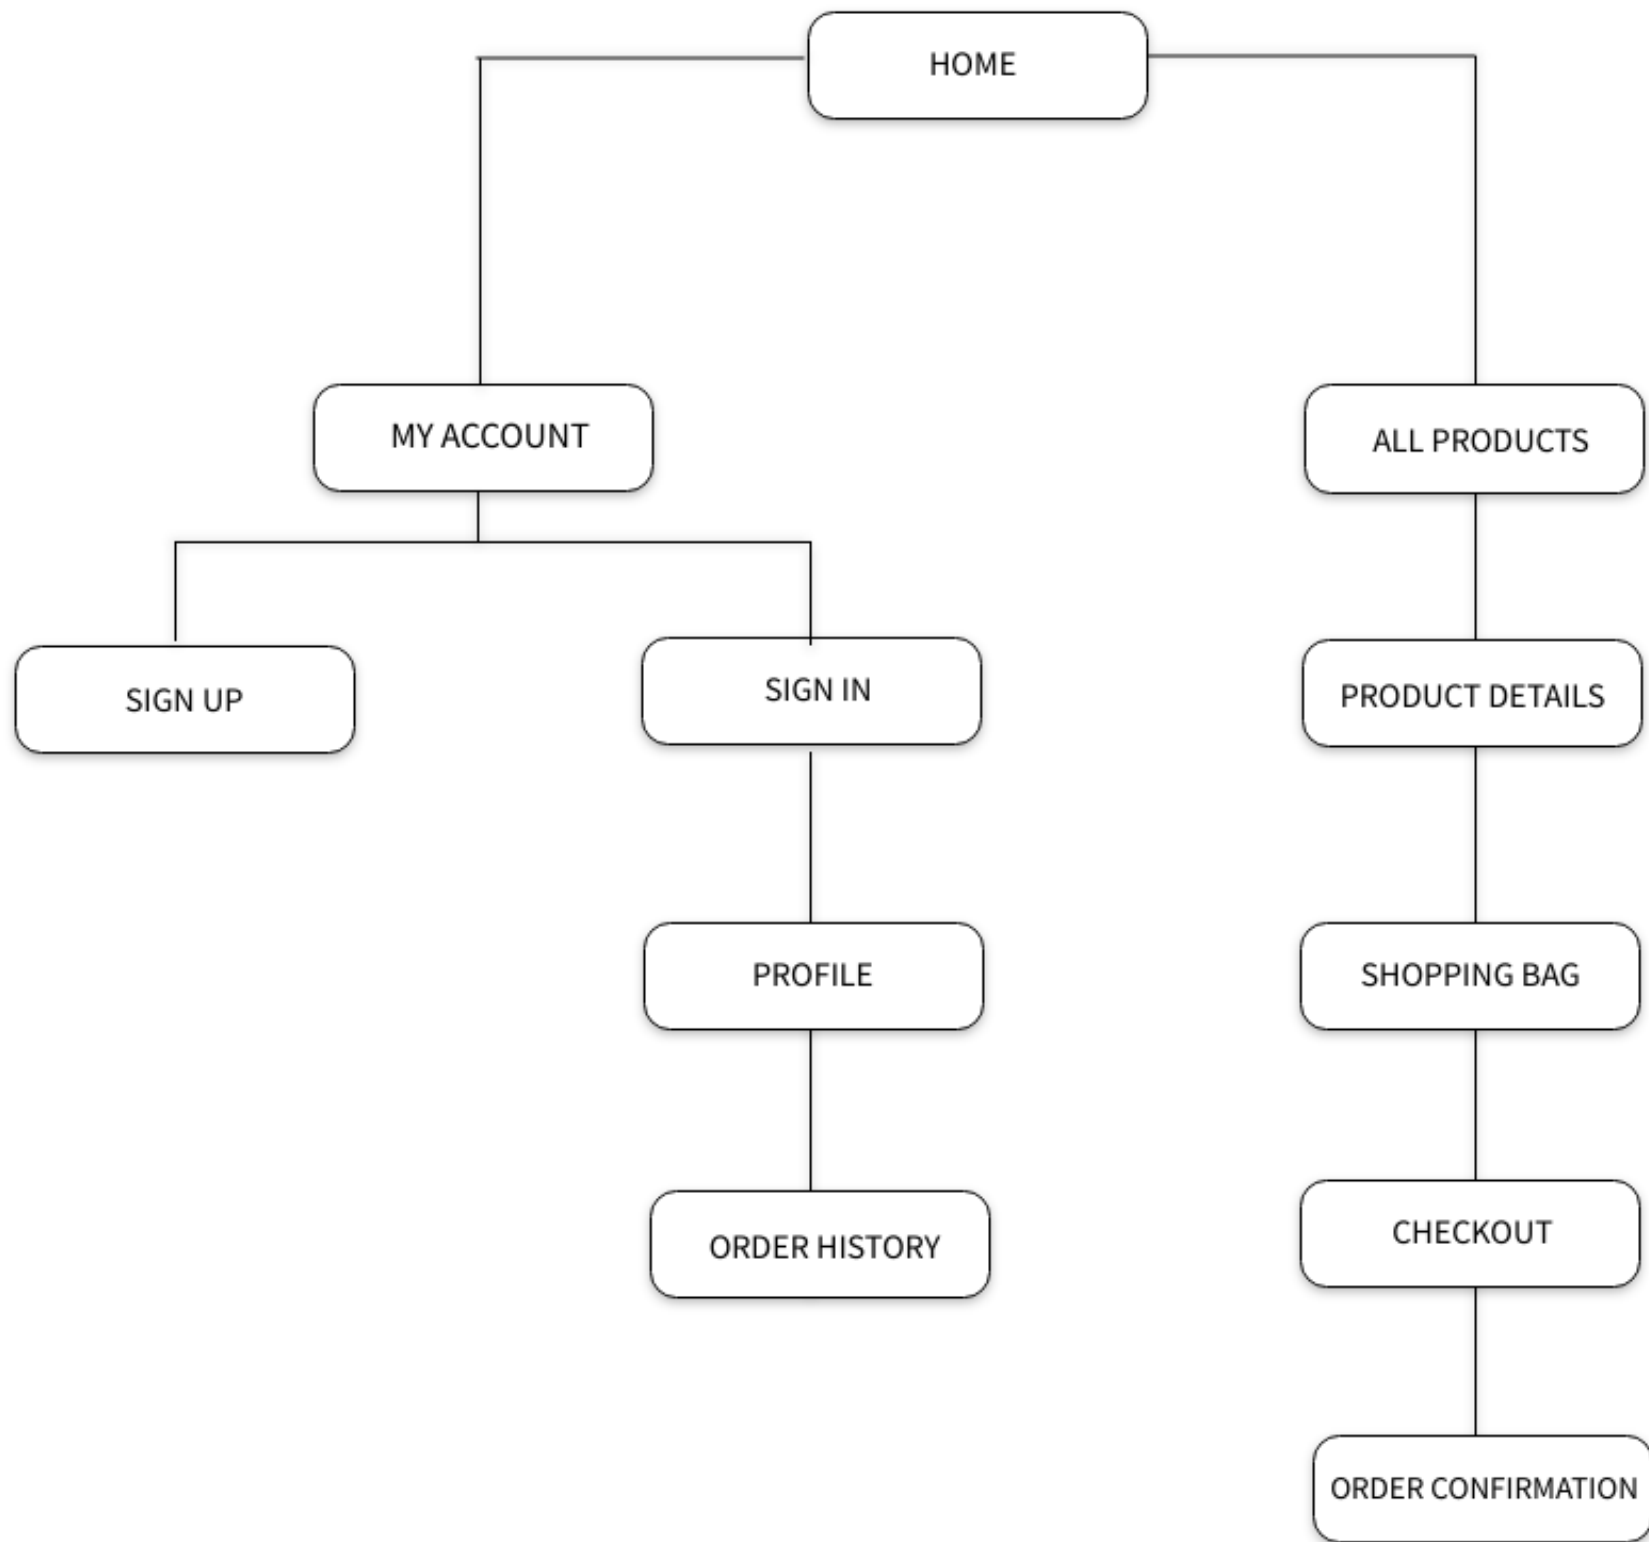 HOME
MY ACCOUNT
ALL PRODUCTS
SIGN UP
SIGN IN
PRODUCT DETAILS
PROFILE
SHOPPING BAG
ORDER HISTORY
CHECKOUT
ORDER CONFIRMATION